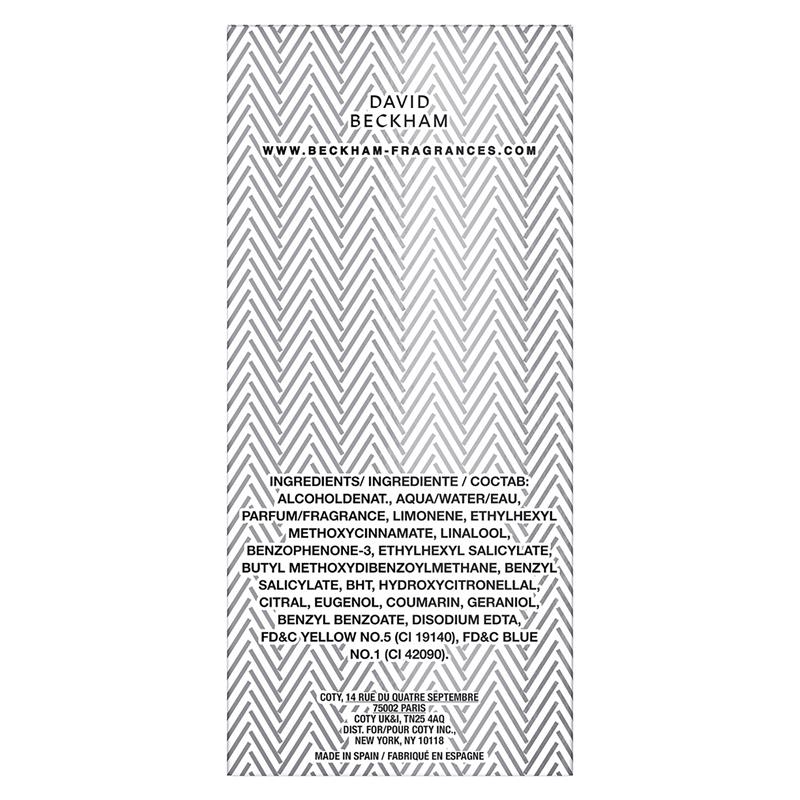 DAVID
BECKHAM
WWW.BECKHAM-FRAGRANCES.COM
INGREDIENTS/ INGREDIENTE / COCTAB:
ALCOHOLDENAT., AQUA/WATER/EAU,
PARFUM/FRAGRANCE, LIMONENE, ETHYLHEXYL
METHOXYCINNAMATE, LINALOOL,
BENZOPHENONE-3, ETHYLHEXYL SALICYLATE,
BUTYL METHOXYDIBENZOYLMETHANE, BENZYL
SALICYLATE, BHT, HYDROXYCITRONELLAL,
CITRAL, EUGENOL, COUMARIN, GERANIOL,
BENZYL BENZOATE, DISODIUM EDTA,
FD&C YELLOW NO.5 (CI 19140), FD&C BLUE
NO.1 (CI 42090).
COTY, 14 RUE DU QUATRE SEPTEMBRE
75002 PARIS
COTY UK&I, TN25 4AQ
DIST. FOR/POUR COTY INC.,
NEW YORK, NY 10118
MADE IN SPAIN / FABRIQUÉ EN ESPAGNE